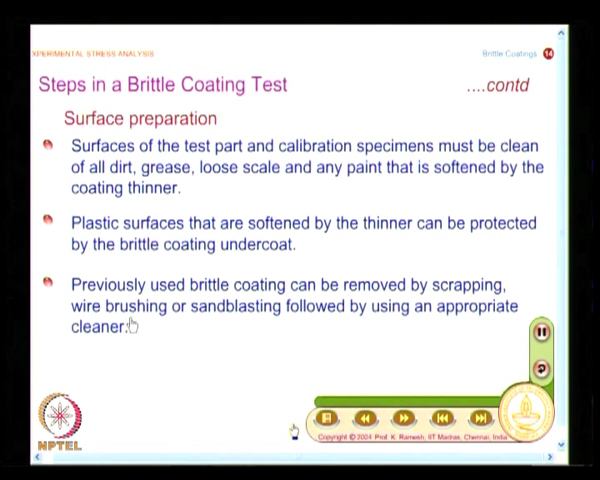 XPERIMENTAL STRESS ANALYSIS
Brittle Coatings 14
Steps in a Brittle Coating Test
....contd
Surface preparation
Surfaces of the test part and calibration specimens must be clean
of all dirt, grease, loose scale and any paint that is softened by the
coating thinner.
Plastic surfaces that are softened by the thinner can be protected
by the brittle coating undercoat.
Previously used brittle coating can be removed by scrapping,
wire brushing or sandblasting followed by using an appropriate
cleaner.
NPTEL
Copyright © 2004 Prof. K. Ramesh, IIT Madras, Chennai, India